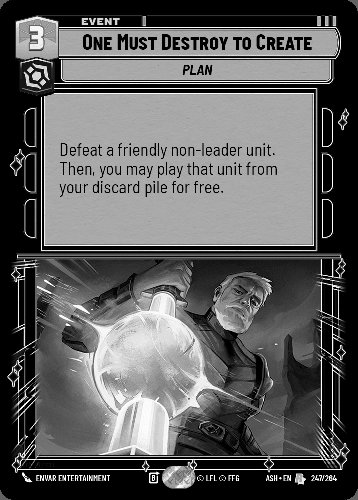 EVENT
3
ONE MUST DESTROY TO CREATE
PLAN
Defeat a friendly non-leader unit.
Then, you may play that unit from
your discard pile for free.
ENVAR ENTERTAINMENT
© LFL © FFG
ASH • EN
247/264